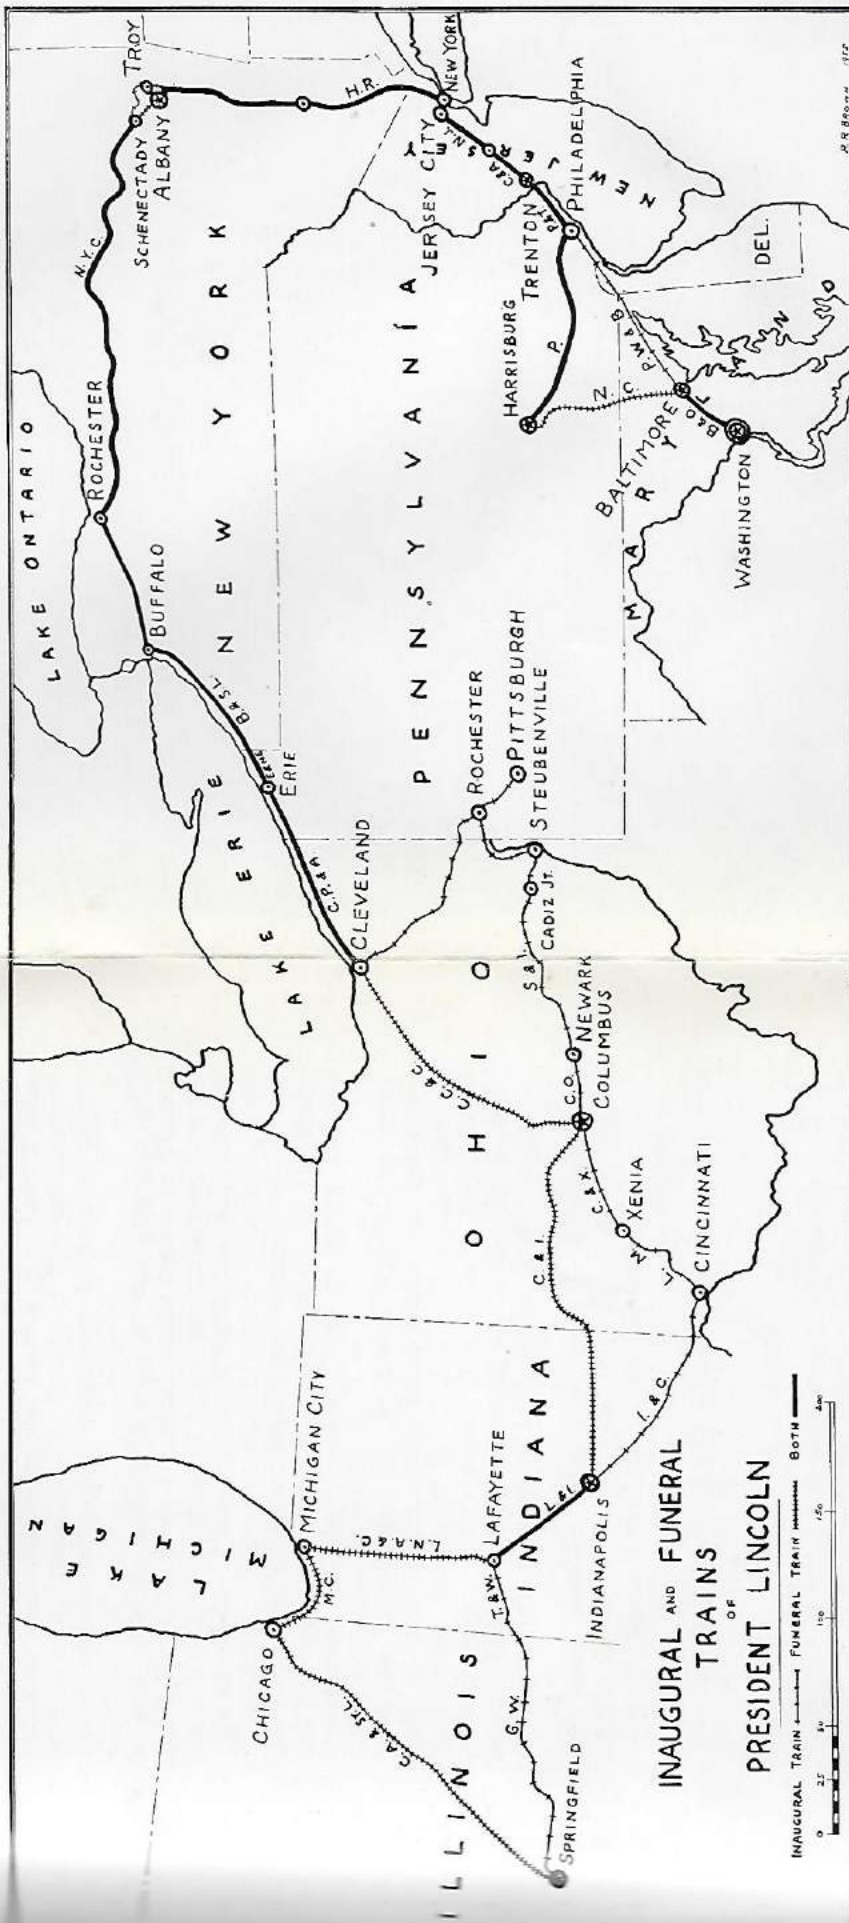 INAUGURAL AND FUNERAL
TRAINS
OF
PRESIDENT LINCOLN
INAUGURAL TRAIN
FUNERAL TRAIN
BOTH
0 25 50 100 150 200
LAKE
MICHIGAN
CHICAGO
MICHIGAN CITY
M.C.
L.N.A.&C.
C.A.&ST.L.
ILLINOIS
SPRINGFIELD
G.W.
T.&W.
LAFAYETTE
L&I
INDIANA
INDIANAPOLIS
I.&C.
CINCINNATI
L. M.
XENIA
C.&X.
C.&I.
OHIO
COLUMBUS
C.O.
NEWARK
S&I.
CADIZ JT.
STEUBENVILLE
PITTSBURGH
ROCHESTER
C.C.&C.
CLEVELAND
C.P.&A.
LAKE ERIE
ERIE
E&NE
B.&S.L.
BUFFALO
LAKE ONTARIO
ROCHESTER
N.Y.C.
NEW YORK
SCHENECTADY
ALBANY
TROY
H.R.
NEW YORK
JERSEY CITY
N.J.
C&A
NEW JERSEY
TRENTON
P&T
PHILADELPHIA
PENNSYLVANIA
HARRISBURG
P.
N.C.
P.W&B
DEL.
MARYLAND
BALTIMORE
B&O
WASHINGTON